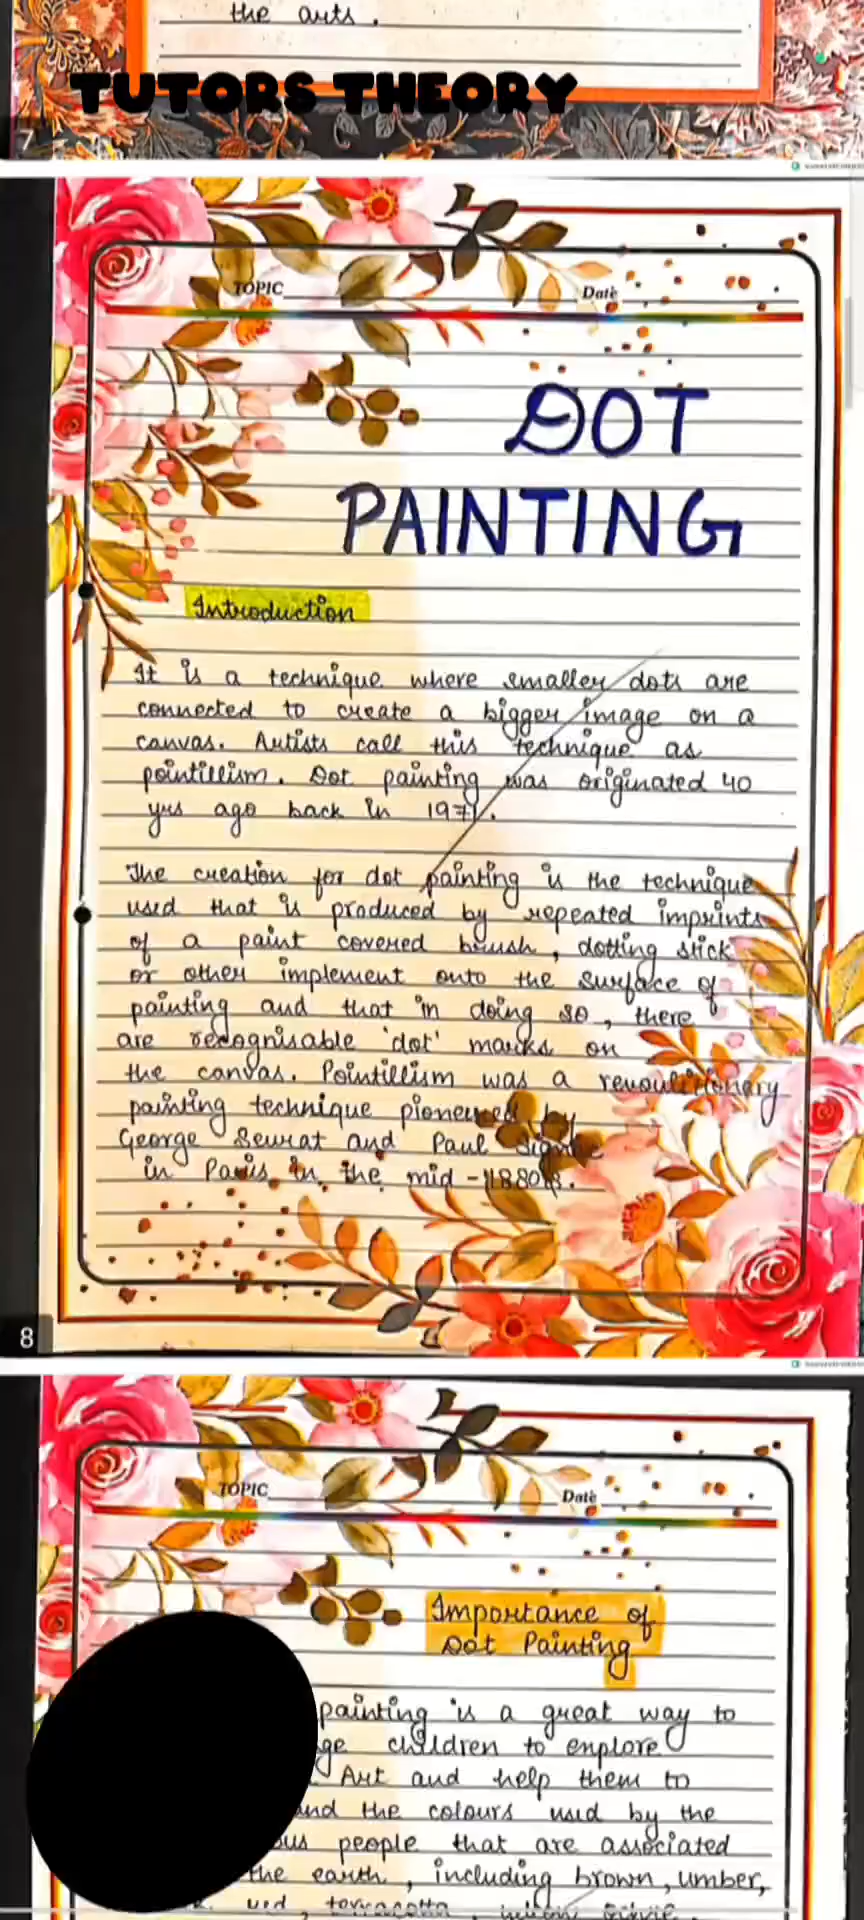 the arts.
TUTORS THEORY
7
TOPIC
Date
DOT
PAINTING
Introduction
It is a technique where smaller dots are
connected to create a bigger image on a
canvas. Artists call this technique as
pointillism. Dot painting was originated 40
yrs ago back in 1971.
The creation for dot painting is the technique
used that is produced by repeated imprints
of a paint covered brush, dotting stick
or other implement onto the surface of
painting and that in doing so, there
are recognisable 'dot' marks on
the canvas. Pointillism was a
painting technique pioneered by
George Seurat and Paul
in Paris in the mid-1880s.
8
TOPIC
Date
Importance of
Dot Painting
painting is a great way to
ge children to explore
Art and help them to
and the colours used by the
ous people that are associated
the earth, including brown, umber,
red, terracotta,